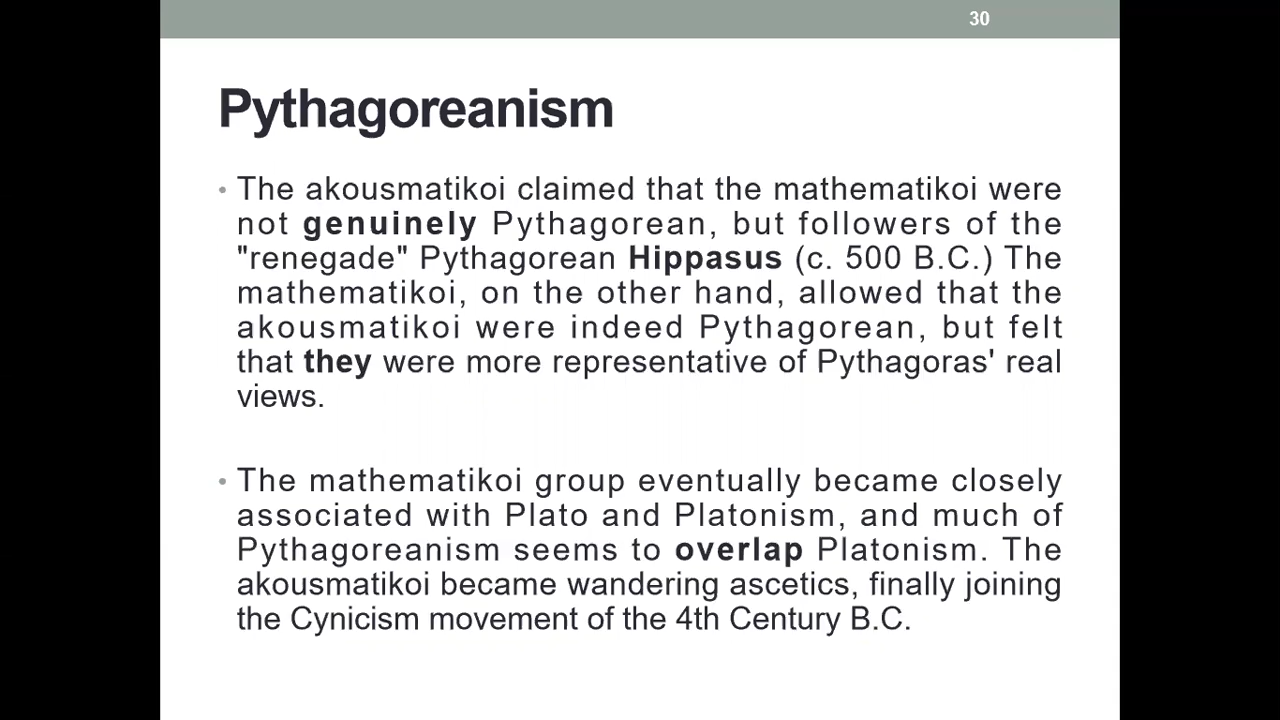 30
Pythagoreanism
• The akousmatikoi claimed that the mathematikoi were
not genuinely Pythagorean, but followers of the
"renegade" Pythagorean Hippasus (c. 500 B.C.) The
mathematikoi, on the other hand, allowed that the
akousmatikoi were indeed Pythagorean, but felt
that they were more representative of Pythagoras' real
views.
• The mathematikoi group eventually became closely
associated with Plato and Platonism, and much of
Pythagoreanism seems to overlap Platonism. The
akousmatikoi became wandering ascetics, finally joining
the Cynicism movement of the 4th Century B.C.